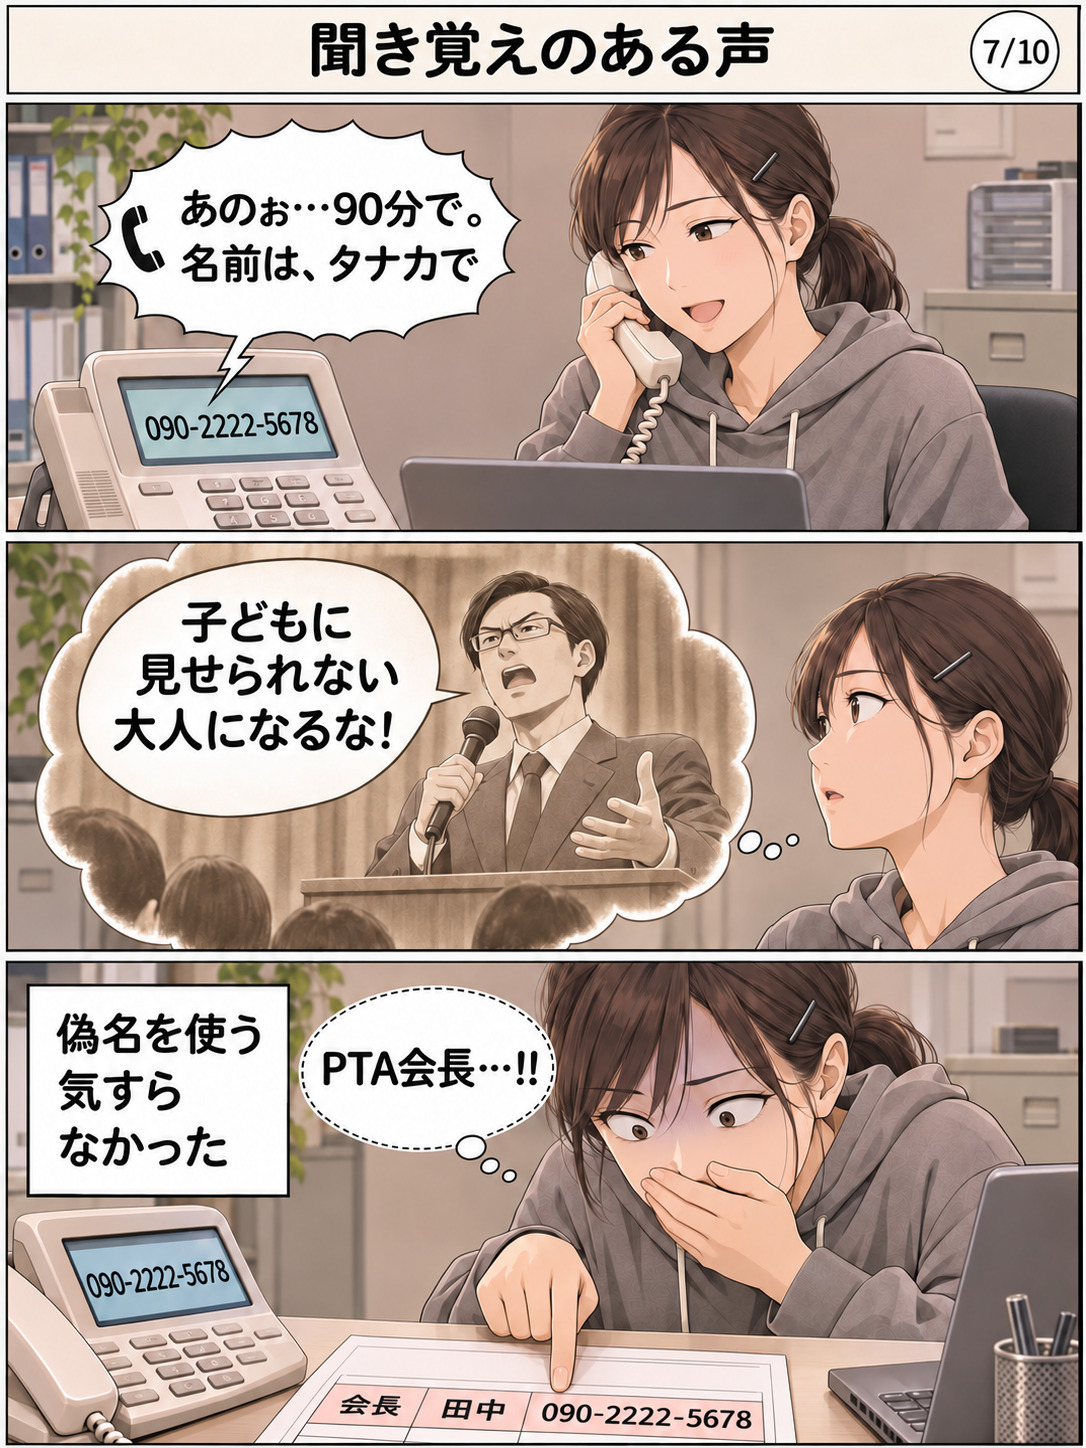 聞き覚えのある声
7/10
あのぉ…90分で。
名前は、タナカで
090-2222-5678
子どもに
見せられない
大人になるな!
偽名を使う
気すら
なかった
PTA会長…!!
090-2222-5678
会長 田中 090-2222-5678